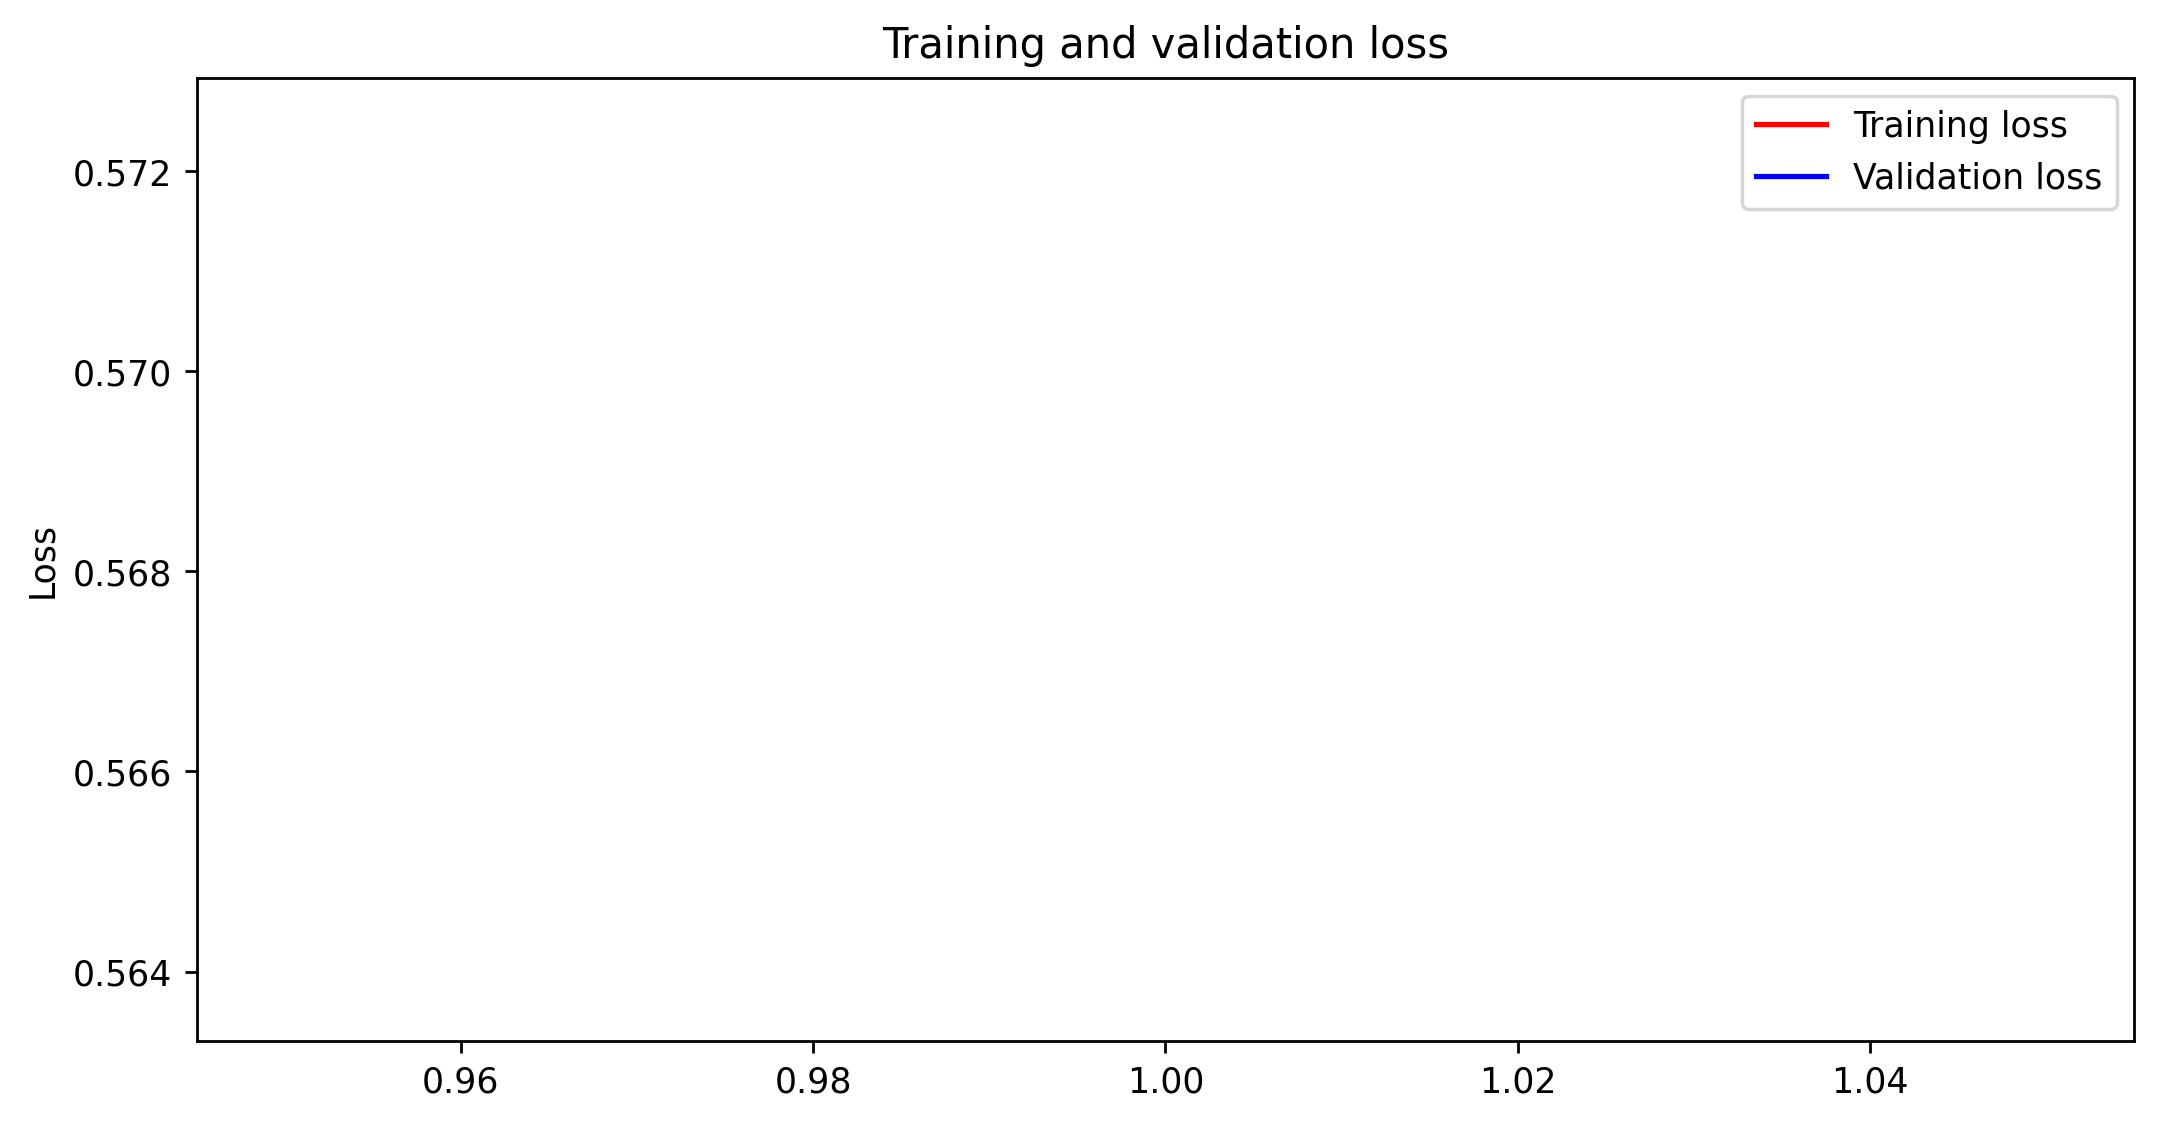 Training and validation loss
Training loss
Validation loss
0.572
0.570
0.568
0.566
0.564
Loss
0.96 0.98 1.00 1.02 1.04